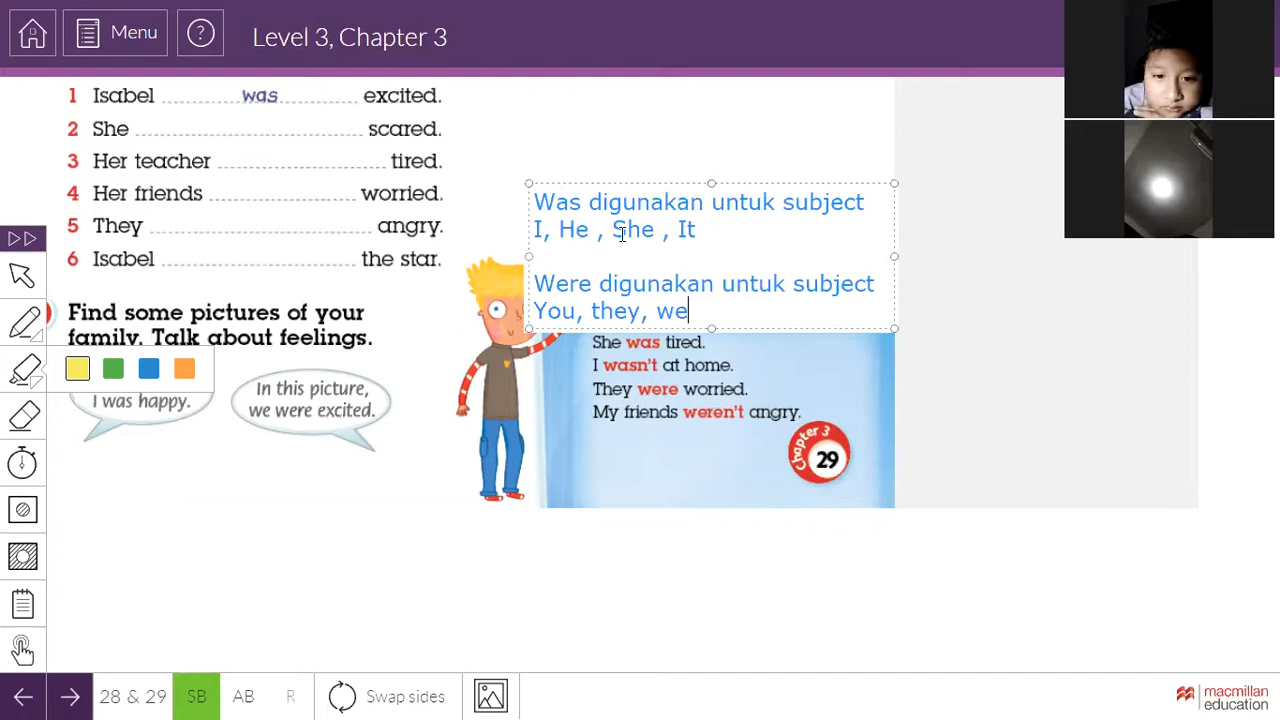 Menu
?
Level 3, Chapter 3
1 Isabel was excited.
2 She scared.
3 Her teacher tired.
4 Her friends worried.
5 They angry.
6 Isabel the star.
Find some pictures of your
family. Talk about feelings.
I was happy.
In this picture,
we were excited.
Was digunakan untuk subject
I, He , She , It
Were digunakan untuk subject
You, they, we
She was tired.
I wasn't at home.
They were worried.
My friends weren't angry.
Chapter 3
29
28 & 29
SB
AB
R
Swap sides
macmillan
education